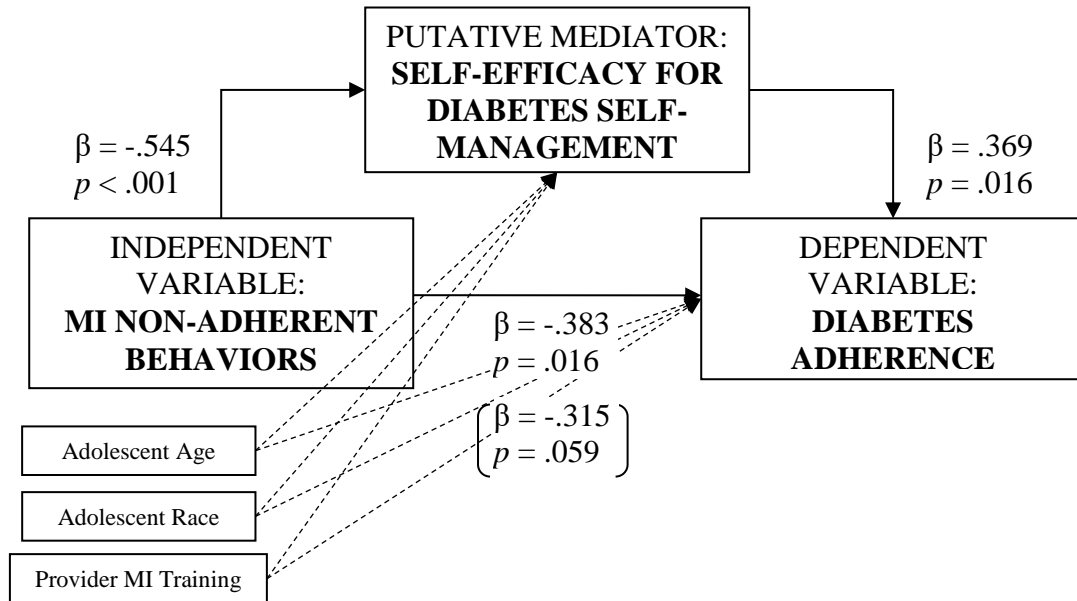 PUTATIVE MEDIATOR:
SELF-EFFICACY FOR
DIABETES SELF-
MANAGEMENT
β = -.545
p < .001
β = .369
p = .016
INDEPENDENT
VARIABLE:
MI NON-ADHERENT
BEHAVIORS
DEPENDENT
VARIABLE:
DIABETES
ADHERENCE
β = -.383
p = .016
β = -.315
p = .059
Adolescent Age
Adolescent Race
Provider MI Training